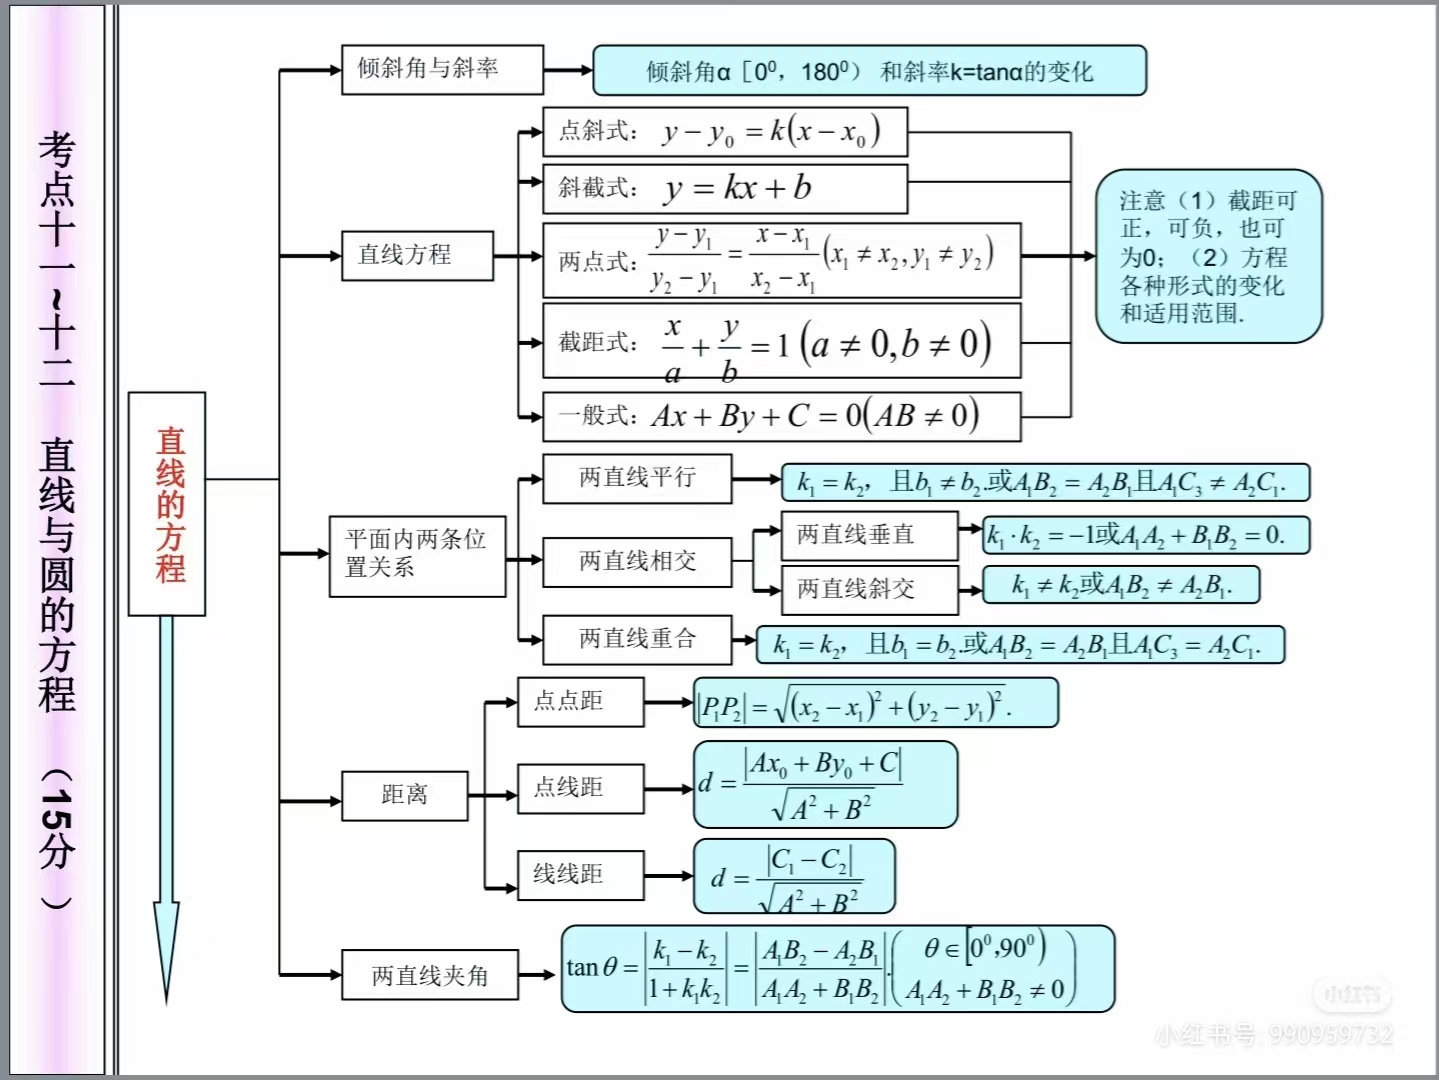 考点十一~十二 直线与圆的方程 （15分）
直线的方程
倾斜角与斜率
倾斜角α［0⁰，180⁰） 和斜率k=tanα的变化
直线方程
点斜式： y − y₀ = k(x − x₀)
斜截式： y = kx + b
两点式： (y − y₁)/(y₂ − y₁) = (x − x₁)/(x₂ − x₁) (x₁ ≠ x₂, y₁ ≠ y₂)
截距式： x/a + y/b = 1 (a ≠ 0, b ≠ 0)
一般式： Ax + By + C = 0(AB ≠ 0)
注意（1）截距可
正，可负，也可
为0；（2）方程
各种形式的变化
和适用范围.
平面内两条位
置关系
两直线平行
k₁ = k₂，且b₁ ≠ b₂.或A₁B₂ = A₂B₁且A₁C₃ ≠ A₂C₁.
两直线相交
两直线垂直
k₁·k₂ = −1或A₁A₂ + B₁B₂ = 0.
两直线斜交
k₁ ≠ k₂或A₁B₂ ≠ A₂B₁.
两直线重合
k₁ = k₂，且b₁ = b₂.或A₁B₂ = A₂B₁且A₁C₃ = A₂C₁.
距离
点点距
|P₁P₂| = √((x₂ − x₁)² + (y₂ − y₁)²).
点线距
d = |Ax₀ + By₀ + C|/√(A² + B²)
线线距
d = |C₁ − C₂|/√(A² + B²)
两直线夹角
tan θ = |(k₁ − k₂)/(1 + k₁k₂)| = |(A₁B₂ − A₂B₁)/(A₁A₂ + B₁B₂)|.(θ ∈ [0⁰,90⁰) A₁A₂ + B₁B₂ ≠ 0)
小红书
小红书号: 990959732